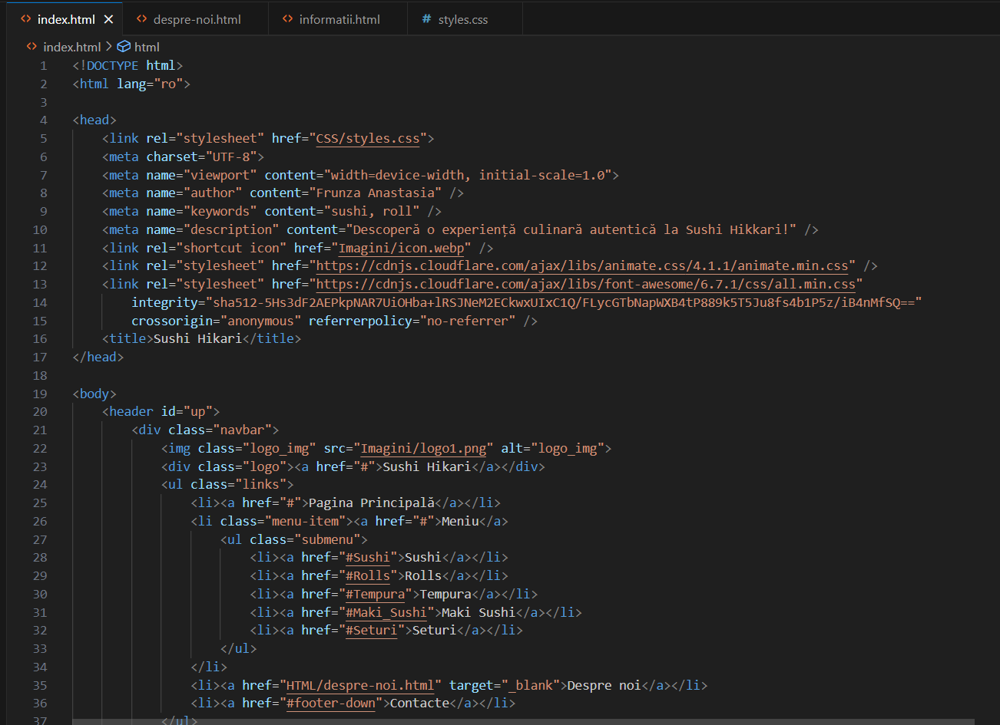 index.html
despre-noi.html
informatii.html
# styles.css
index.html > html
1 <!DOCTYPE html>
2 <html lang="ro">
3
4 <head>
5 <link rel="stylesheet" href="CSS/styles.css">
6 <meta charset="UTF-8">
7 <meta name="viewport" content="width=device-width, initial-scale=1.0">
8 <meta name="author" content="Frunza Anastasia" />
9 <meta name="keywords" content="sushi, roll" />
10 <meta name="description" content="Descoperă o experiență culinară autentică la Sushi Hikkari!" />
11 <link rel="shortcut icon" href="Imagini/icon.webp" />
12 <link rel="stylesheet" href="https://cdnjs.cloudflare.com/ajax/libs/animate.css/4.1.1/animate.min.css" />
13 <link rel="stylesheet" href="https://cdnjs.cloudflare.com/ajax/libs/font-awesome/6.7.1/css/all.min.css"
14 integrity="sha512-5Hs3dF2AEPkpNAR7UiOHba+lRSJNeM2ECkwxUIxC1Q/FLycGTbNapWXB4tP889k5T5Ju8fs4b1P5z/iB4nMfSQ=="
15 crossorigin="anonymous" referrerpolicy="no-referrer" />
16 <title>Sushi Hikari</title>
17 </head>
18
19 <body>
20 <header id="up">
21 <div class="navbar">
22 <img class="logo_img" src="Imagini/logo1.png" alt="logo_img">
23 <div class="logo"><a href="#">Sushi Hikari</a></div>
24 <ul class="links">
25 <li><a href="#">Pagina Principală</a></li>
26 <li class="menu-item"><a href="#">Meniu</a>
27 <ul class="submenu">
28 <li><a href="#Sushi">Sushi</a></li>
29 <li><a href="#Rolls">Rolls</a></li>
30 <li><a href="#Tempura">Tempura</a></li>
31 <li><a href="#Maki_Sushi">Maki Sushi</a></li>
32 <li><a href="#Seturi">Seturi</a></li>
33 </ul>
34 </li>
35 <li><a href="HTML/despre-noi.html" target="_blank">Despre noi</a></li>
36 <li><a href="#footer-down">Contacte</a></li>
37 </ul>